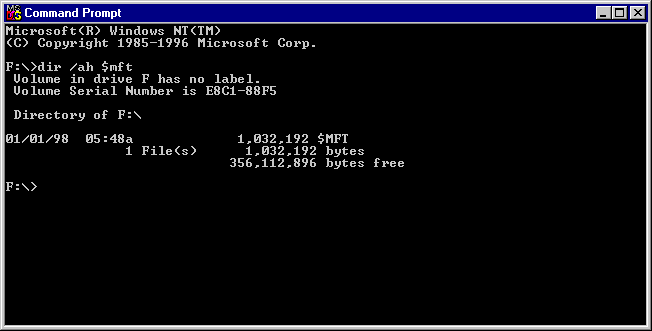 Command Prompt
Microsoft(R) Windows NT(TM)
(C) Copyright 1985-1996 Microsoft Corp.
F:\>dir /ah $mft
Volume in drive F has no label.
Volume Serial Number is E8C1-88F5
Directory of F:\
01/01/98  05:48a             1,032,192 $MFT
1 File(s)      1,032,192 bytes
356,112,896 bytes free
F:\>